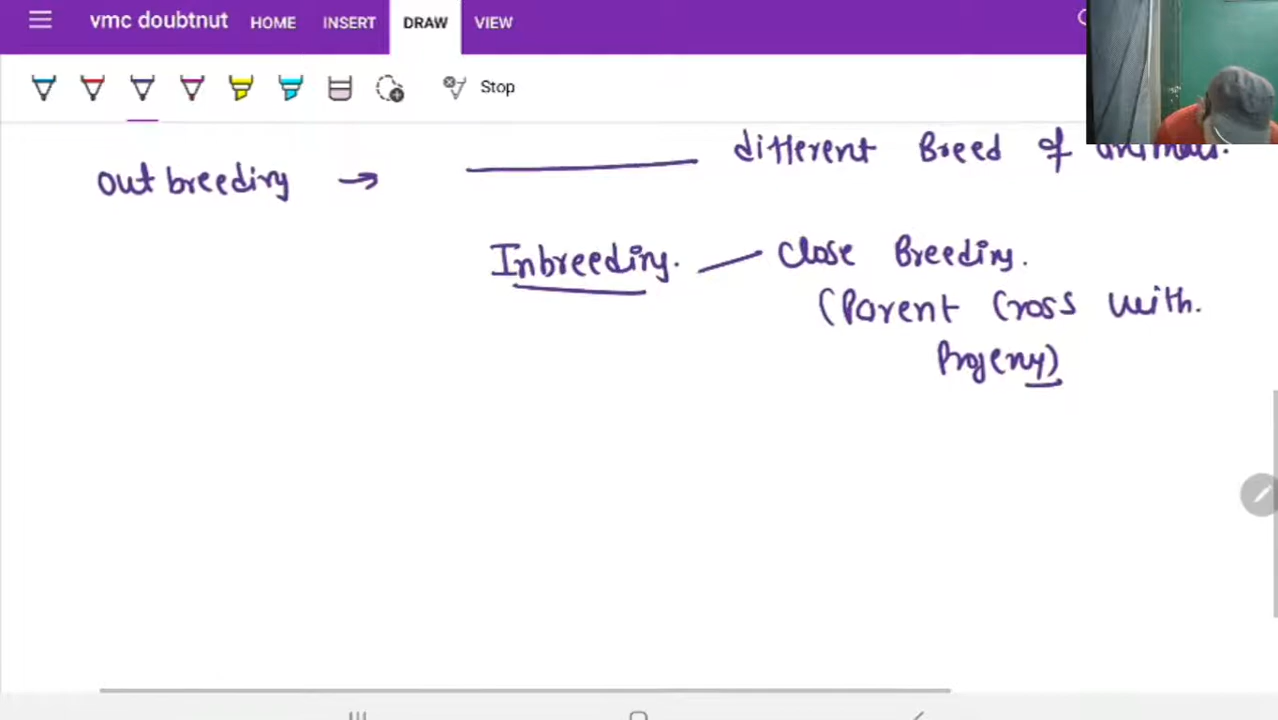 vmc doubtnut HOME INSERT DRAW VIEW
Stop
different Breed of animals.
out breeding →
Inbreeding. — Close Breeding.
(Parent Cross with.
Progeny)